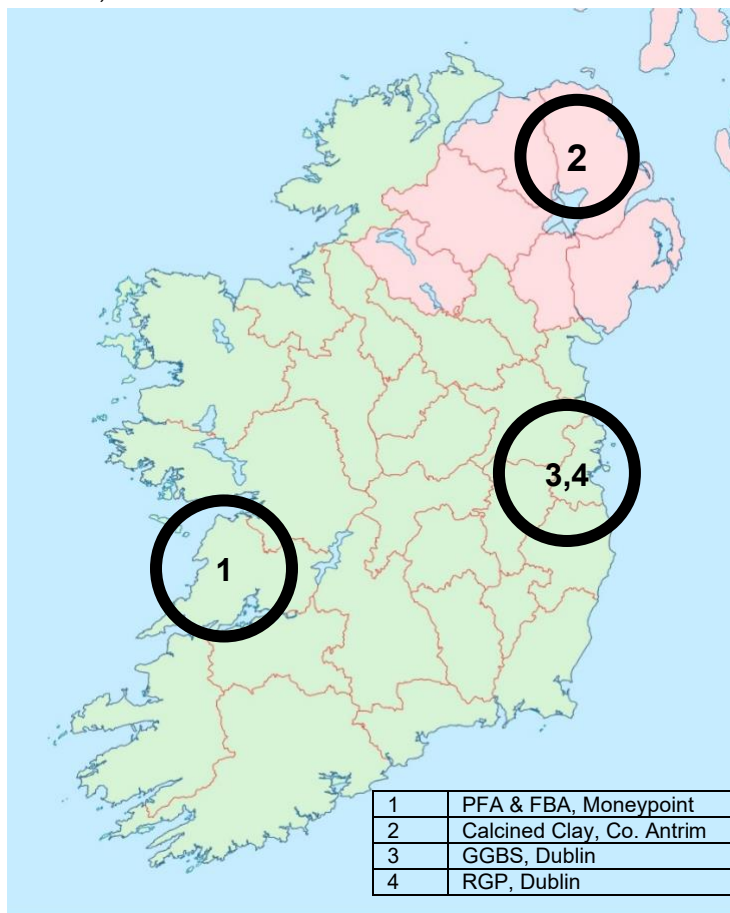 2
3,4
1
1 PFA & FBA, Moneypoint
2 Calcined Clay, Co. Antrim
3 GGBS, Dublin
4 RGP, Dublin